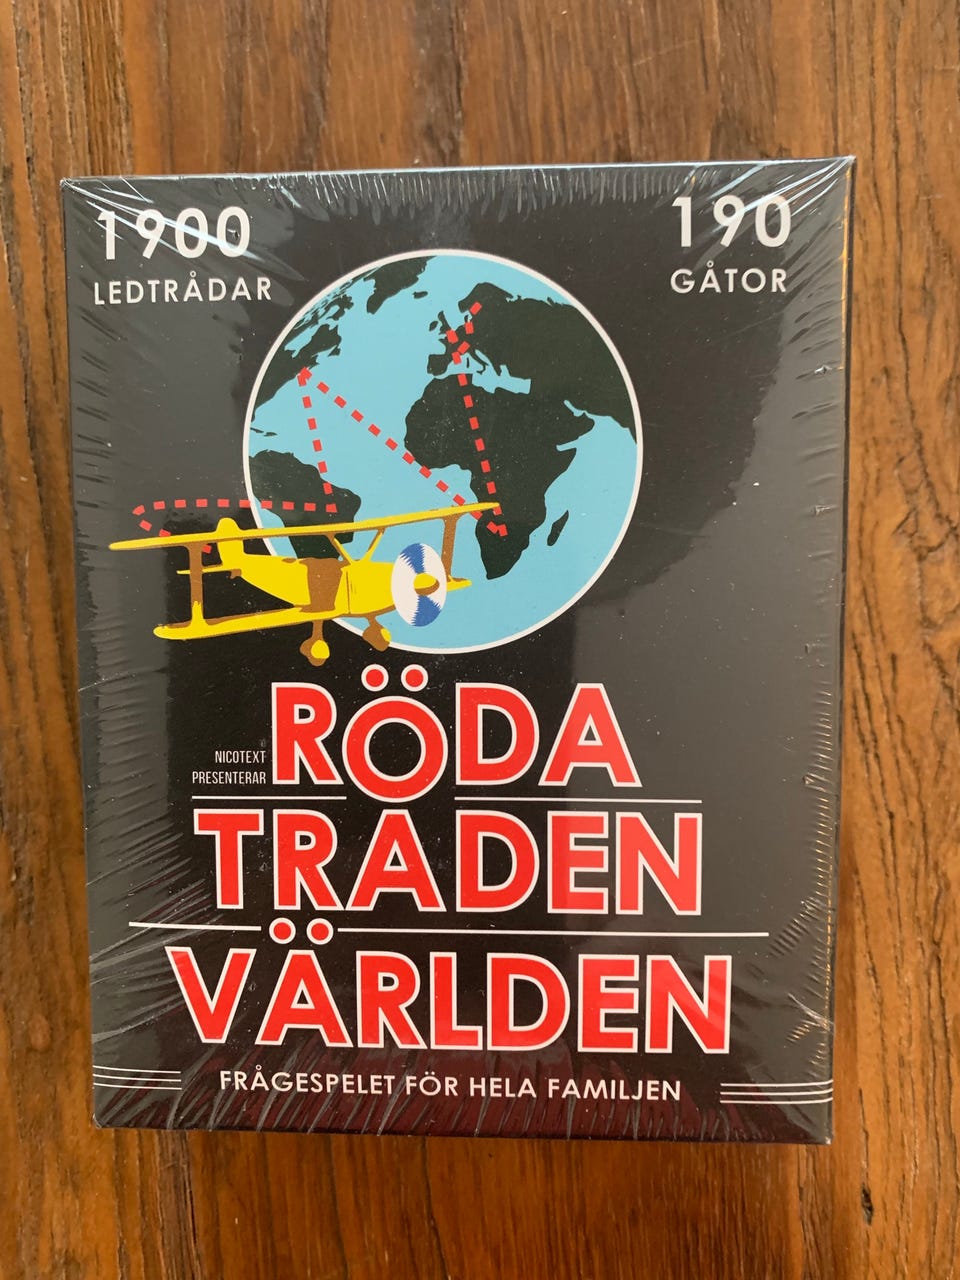 1900
LEDTRÅDAR
190
GÅTOR
NICOTEXT
PRESENTERAR
RÖDA
TRÅDEN
VÄRLDEN
FRÅGESPELET FÖR HELA FAMILJEN